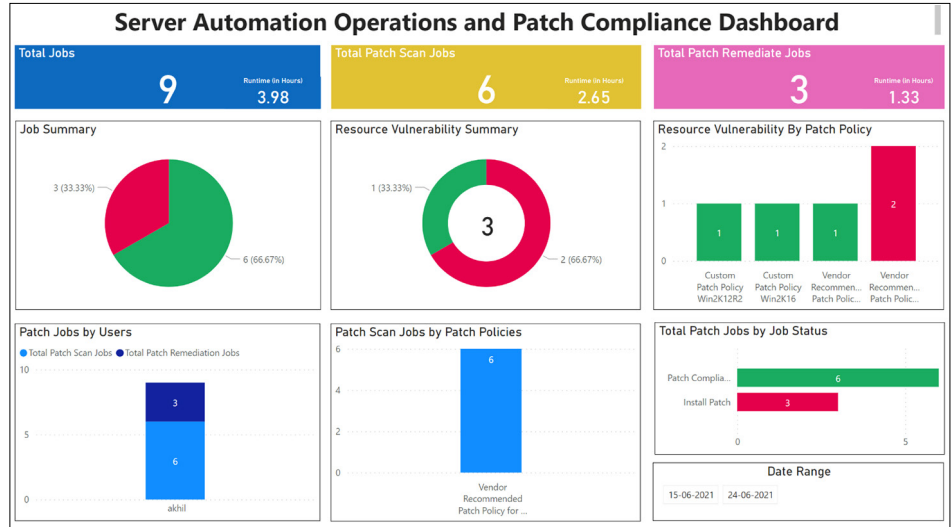 Server Automation Operations and Patch Compliance Dashboard
Total Jobs
9
Runtime (in Hours)
3.98
Total Patch Scan Jobs
6
Runtime (in Hours)
2.65
Total Patch Remediate Jobs
3
Runtime (in Hours)
1.33
Job Summary
3 (33.33%)
6 (66.67%)
Resource Vulnerability Summary
1 (33.33%)
3
2 (66.67%)
Resource Vulnerability By Patch Policy
2
1
0
1
1
1
2
Custom
Patch Policy
Win2K12R2
Custom
Patch Policy
Win2K16
Vendor
Recommen...
Patch Polic...
Vendor
Recommen...
Patch Polic...
Patch Jobs by Users
Total Patch Scan Jobs
Total Patch Remediation Jobs
10
5
0
3
6
akhil
Patch Scan Jobs by Patch Policies
6
4
2
0
6
Vendor
Recommended
Patch Policy for ...
Total Patch Jobs by Job Status
Patch Complia...
6
Install Patch
3
0
5
Date Range
15-06-2021
24-06-2021